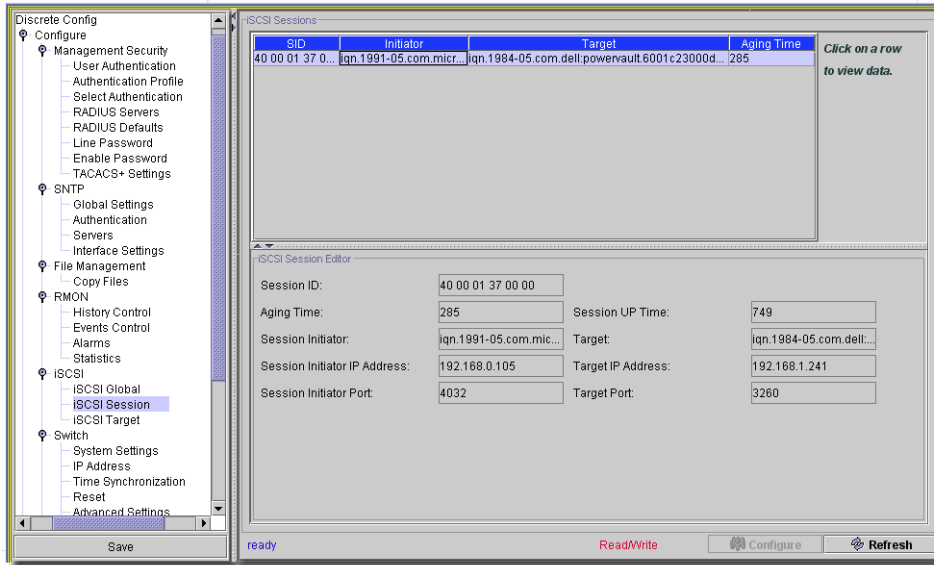 Discrete Config
Configure
Management Security
User Authentication
Authentication Profile
Select Authentication
RADIUS Servers
RADIUS Defaults
Line Password
Enable Password
TACACS+ Settings
SNTP
Global Settings
Authentication
Servers
Interface Settings
File Management
Copy Files
RMON
History Control
Events Control
Alarms
Statistics
iSCSI
iSCSI Global
iSCSI Session
iSCSI Target
Switch
System Settings
IP Address
Time Synchronization
Reset
Advanced Settings
Save
iSCSI Sessions
SID Initiator Target Aging Time
40 00 01 37 0... iqn.1991-05.com.micr... iqn.1984-05.com.dell:powervault.6001c23000d... 285
Click on a row
to view data.
iSCSI Session Editor
Session ID: 40 00 01 37 00 00
Aging Time: 285 Session UP Time: 749
Session Initiator: iqn.1991-05.com.mic... Target: iqn.1984-05.com.dell:...
Session Initiator IP Address: 192.168.0.105 Target IP Address: 192.168.1.241
Session Initiator Port: 4032 Target Port: 3260
ready Read/Write Configure Refresh